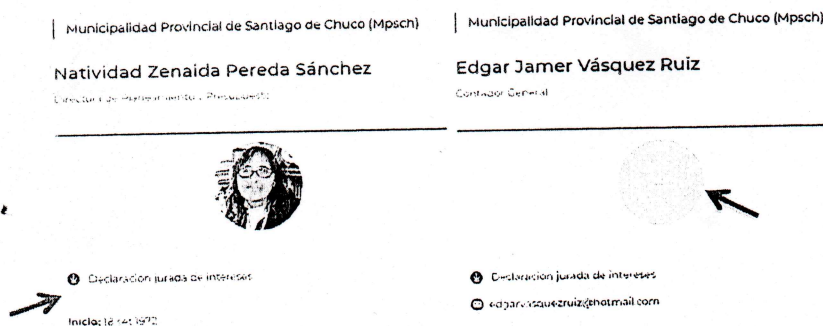 Municipalidad Provincial de Santiago de Chuco (Mpsch)
Natividad Zenaida Pereda Sánchez
Declaración jurada de intereses
Inicio:
Municipalidad Provincial de Santiago de Chuco (Mpsch)
Edgar Jamer Vásquez Ruiz
Contador General
Declaración jurada de intereses
edgarvasquezruiz@hotmail.com